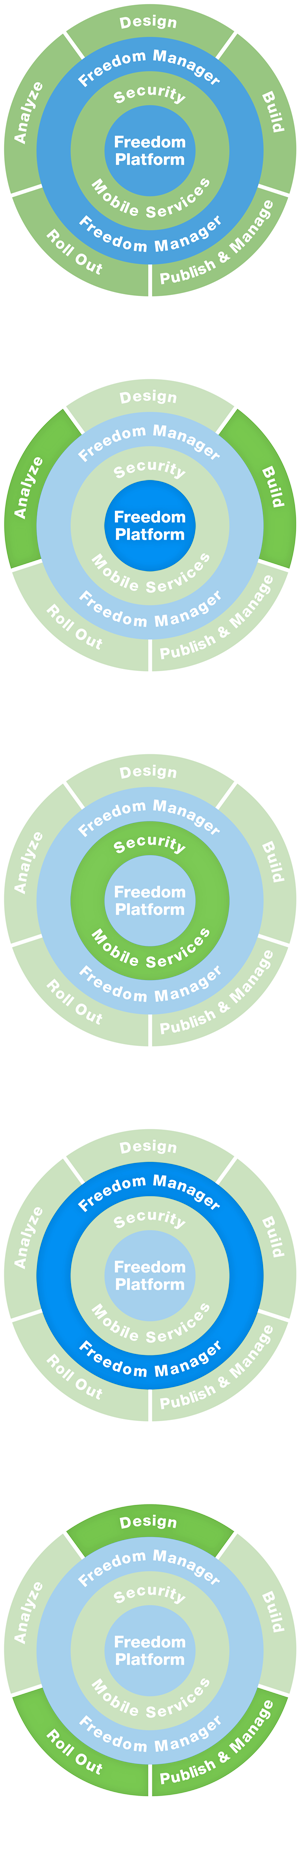 Design
Freedom Manager
Analyze
Security
Build
Freedom
Platform
Mobile Services
Freedom Manager
Roll Out
Publish & Manage
Design
Freedom Manager
Analyze
Security
Build
Freedom
Platform
Mobile Services
Freedom Manager
Roll Out
Publish & Manage
Design
Freedom Manager
Analyze
Security
Build
Freedom
Platform
Mobile Services
Freedom Manager
Roll Out
Publish & Manage
Design
Freedom Manager
Analyze
Security
Build
Freedom
Platform
Mobile Services
Freedom Manager
Roll Out
Publish & Manage
Design
Freedom Manager
Analyze
Security
Build
Freedom
Platform
Mobile Services
Freedom Manager
Roll Out
Publish & Manage